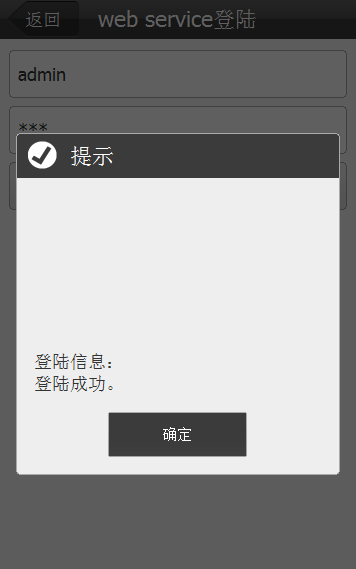 返回
web service登陆
admin
***
提示
登陆信息：
登陆成功。
确定